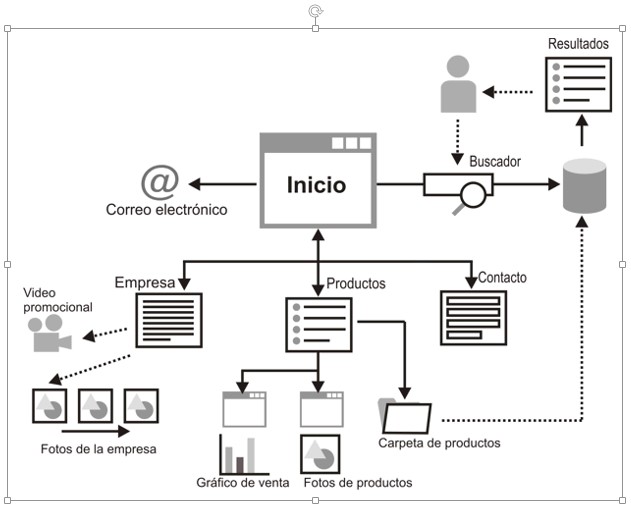 Resultados
Buscador
Inicio
@
Correo electrónico
Empresa
Productos
Contacto
Video
promocional
Fotos de la empresa
Carpeta de productos
Gráfico de venta
Fotos de productos